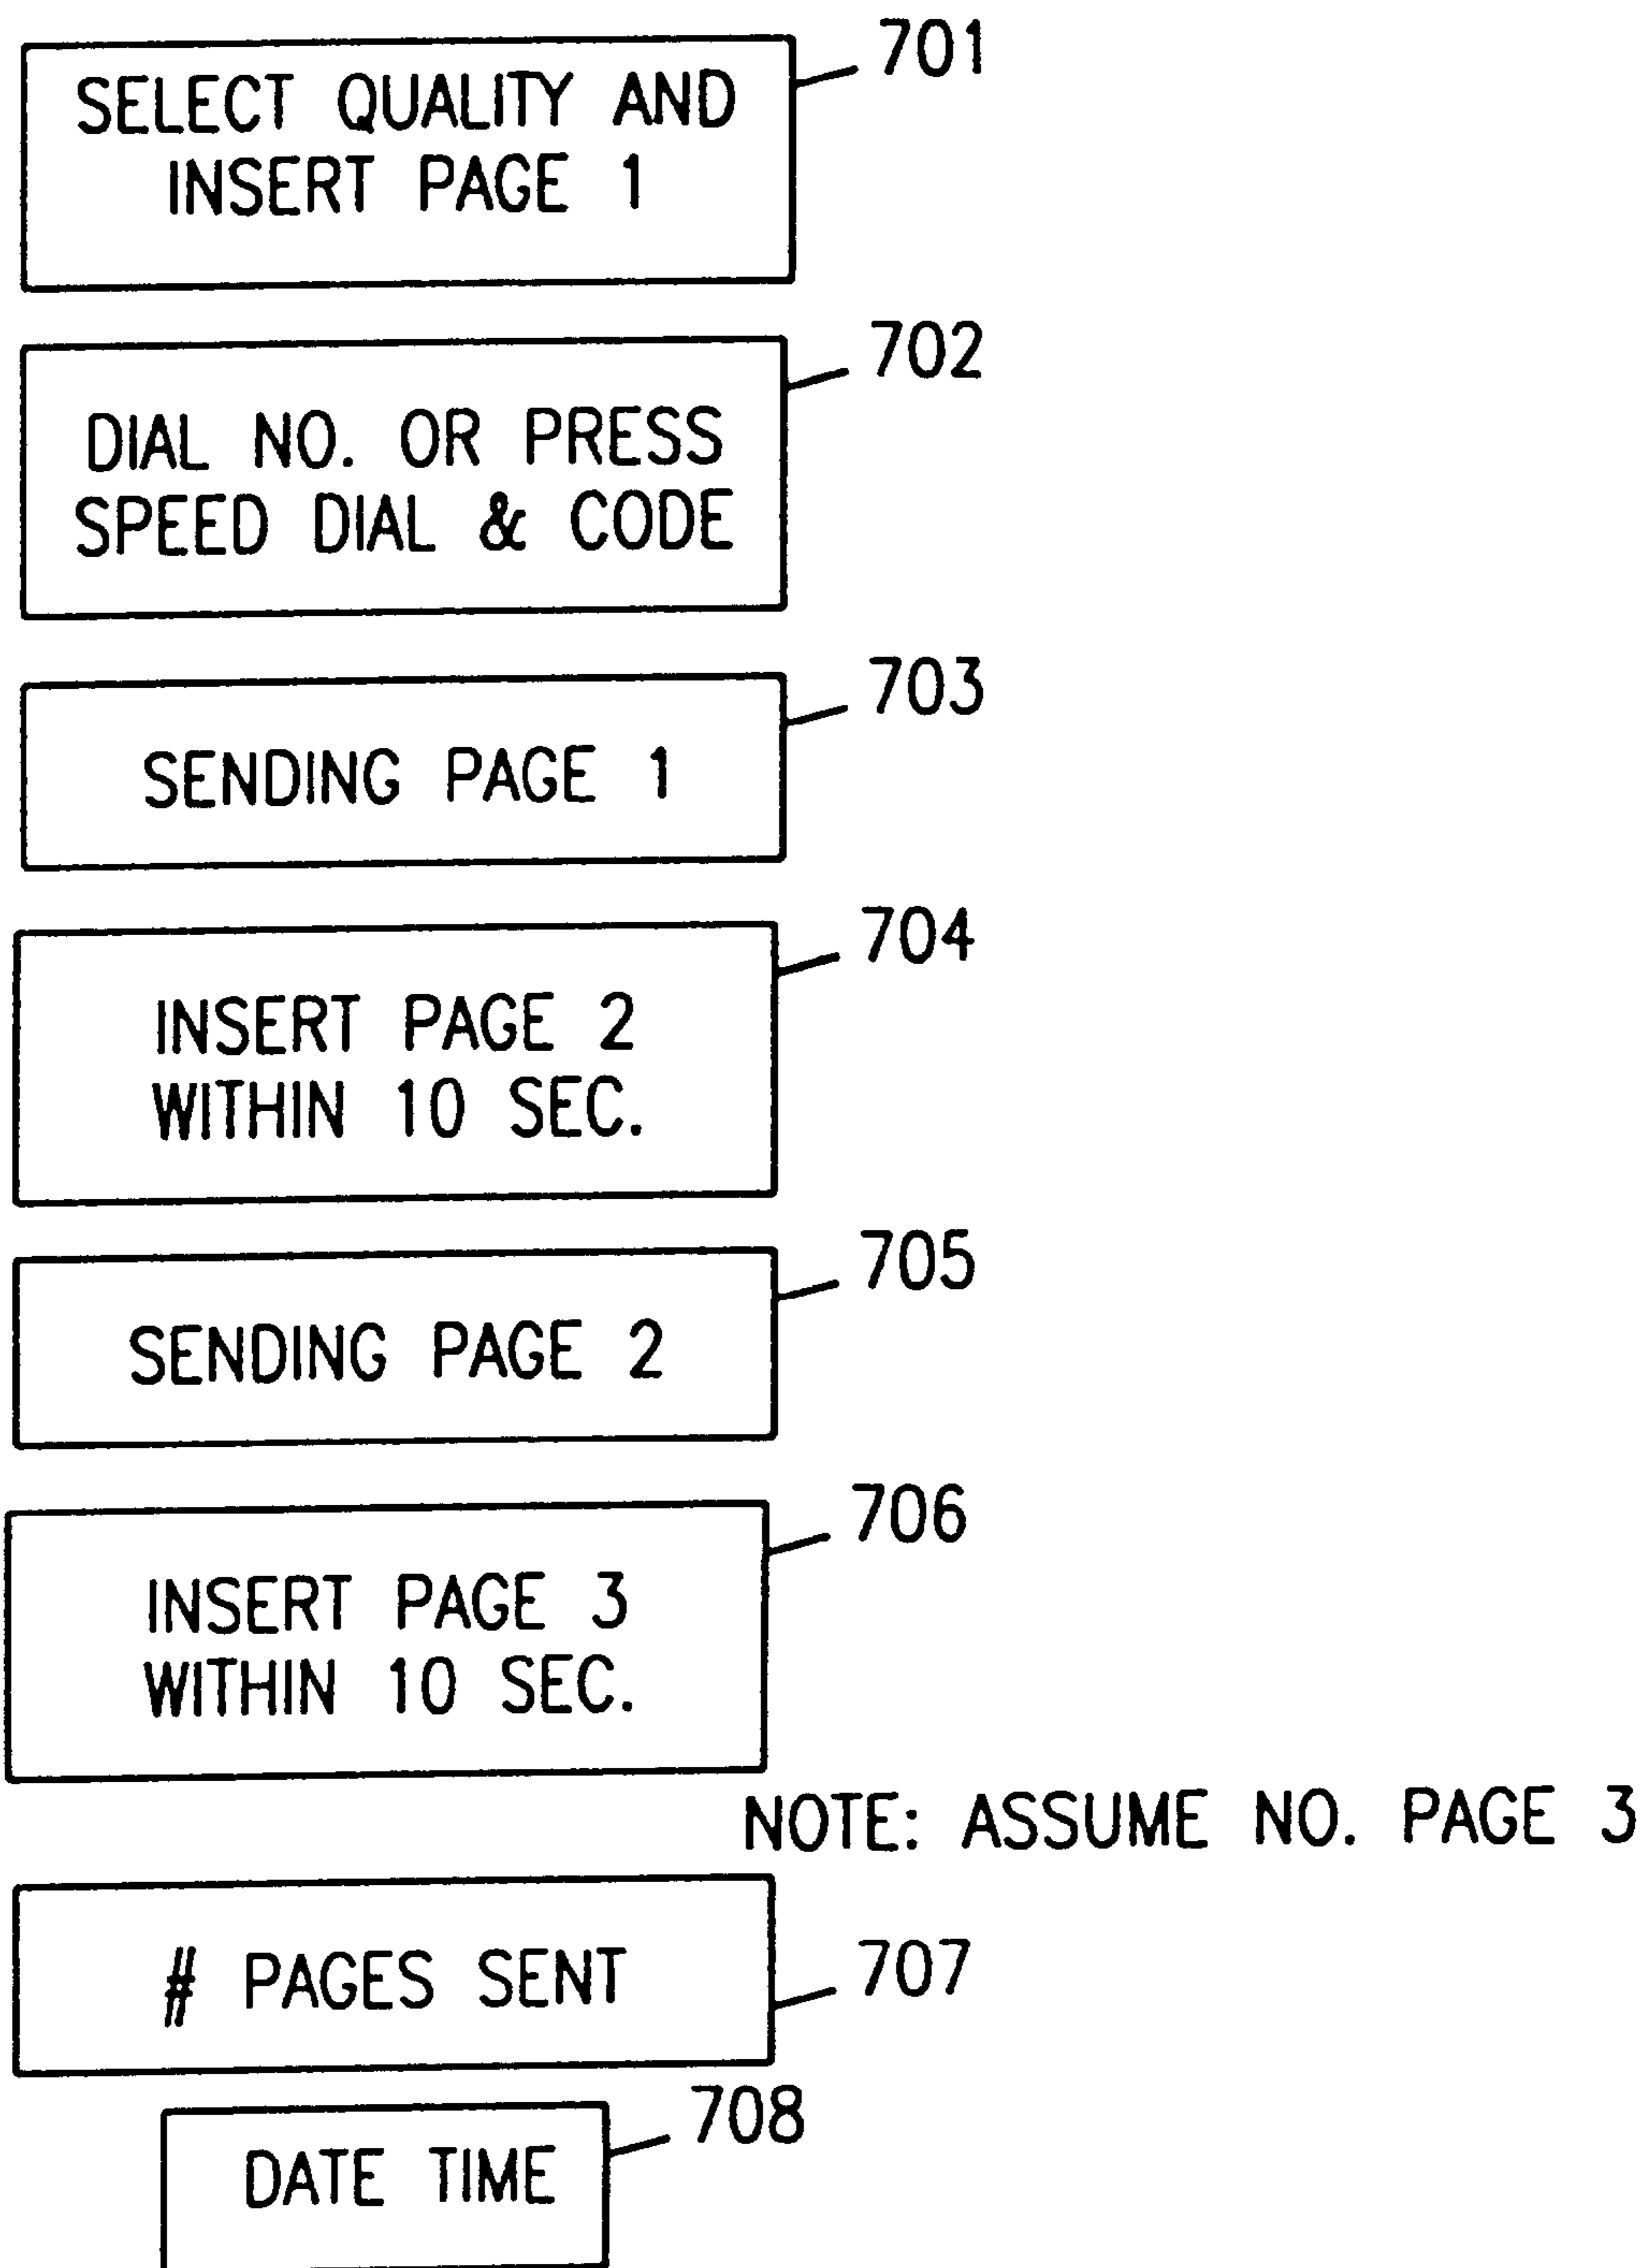 701
SELECT QUALITY AND
INSERT PAGE 1
702
DIAL NO. OR PRESS
SPEED DIAL & CODE
703
SENDING PAGE 1
704
INSERT PAGE 2
WITHIN 10 SEC.
705
SENDING PAGE 2
706
INSERT PAGE 3
WITHIN 10 SEC.
NOTE: ASSUME NO. PAGE 3
# PAGES SENT
707
708
DATE TIME